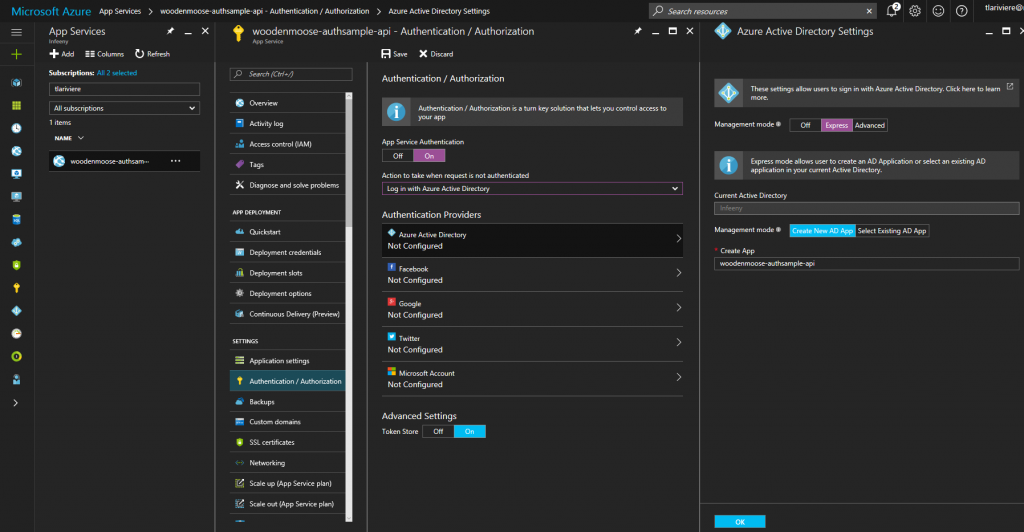 Microsoft Azure
App Services
woodenmoose-authsample-api - Authentication / Authorization
Azure Active Directory Settings
Search resources
2
tlariviere@
App Services
Infeeny
Add
Columns
Refresh
Subscriptions: All 2 selected
tlariviere
All subscriptions
1 items
NAME
woodenmoose-authsam...
woodenmoose-authsample-api - Authentication / Authorization
App Service
Search (Ctrl+/)
Overview
Activity log
Access control (IAM)
Tags
Diagnose and solve problems
APP DEPLOYMENT
Quickstart
Deployment credentials
Deployment slots
Deployment options
Continuous Delivery (Preview)
SETTINGS
Application settings
Authentication / Authorization
Backups
Custom domains
SSL certificates
Networking
Scale up (App Service plan)
Scale out (App Service plan)
Save
Discard
Authentication / Authorization
Authentication / Authorization is a turn key solution that lets you control access to
your app
App Service Authentication
Off On
Action to take when request is not authenticated
Log in with Azure Active Directory
Authentication Providers
Azure Active Directory
Not Configured
Facebook
Not Configured
Google
Not Configured
Twitter
Not Configured
Microsoft Account
Not Configured
Advanced Settings
Token Store Off On
Azure Active Directory Settings
These settings allow users to sign in with Azure Active Directory. Click here to learn
more.
Management mode Off Express Advanced
Express mode allows user to create an AD Application or select an existing AD
application in your current Active Directory.
Current Active Directory
Infeeny
Management mode Create New AD App Select Existing AD App
* Create App
woodenmoose-authsample-api
OK